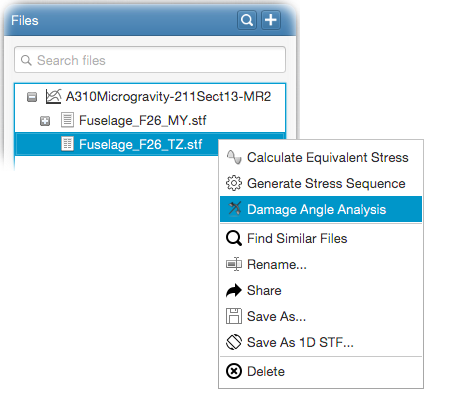 Files
Search files
A310Microgravity-211Sect13-MR2
Fuselage_F26_MY.stf
Fuselage_F26_TZ.stf
Calculate Equivalent Stress
Generate Stress Sequence
Damage Angle Analysis
Find Similar Files
Rename...
Share
Save As...
Save As 1D STF...
Delete